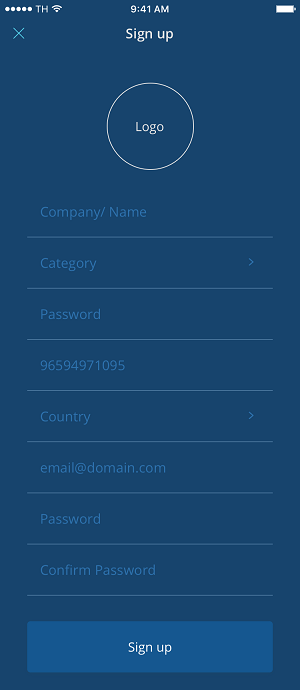 TH 9:41 AM
Sign up
Logo
Company/ Name
Category
Password
96594971095
Country
email@domain.com
Password
Confirm Password
Sign up